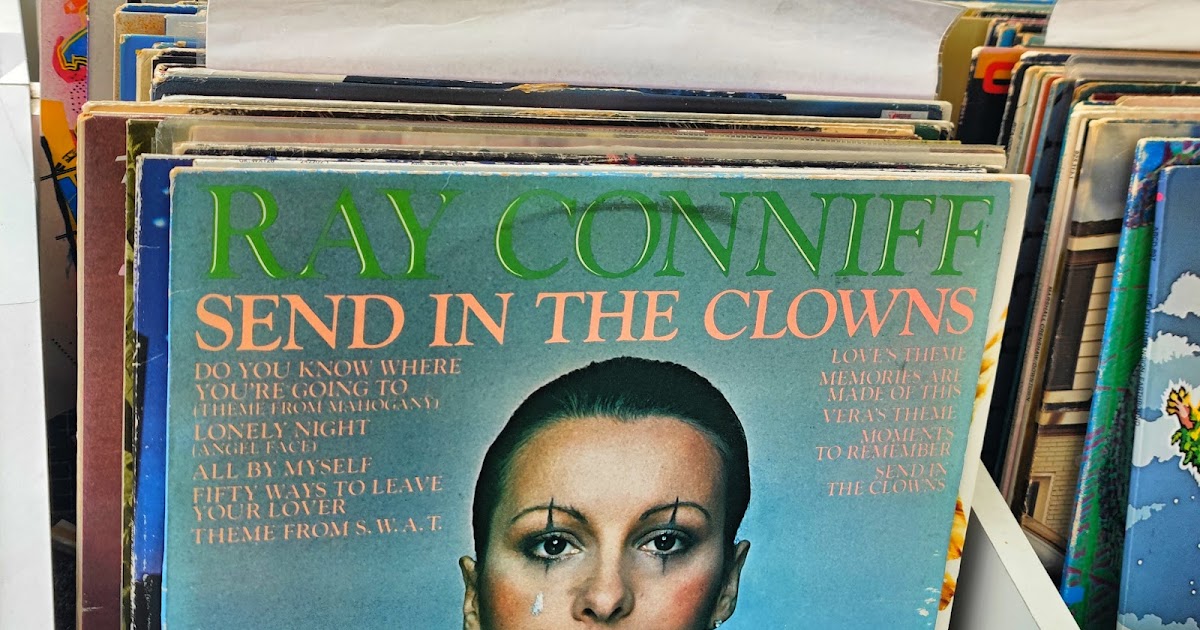 RAY CONNIFF
SEND IN THE CLOWNS
DO YOU KNOW WHERE
YOU'RE GOING TO
(THEME FROM MAHOGANY)
LONELY NIGHT
(ANGEL FACE)
ALL BY MYSELF
FIFTY WAYS TO LEAVE
YOUR LOVER
THEME FROM S.W.A.T.
LOVE'S THEME
MEMORIES ARE
MADE OF THIS
VERA'S THEME
MOMENTS
TO REMEMBER
SEND IN
THE CLOWNS